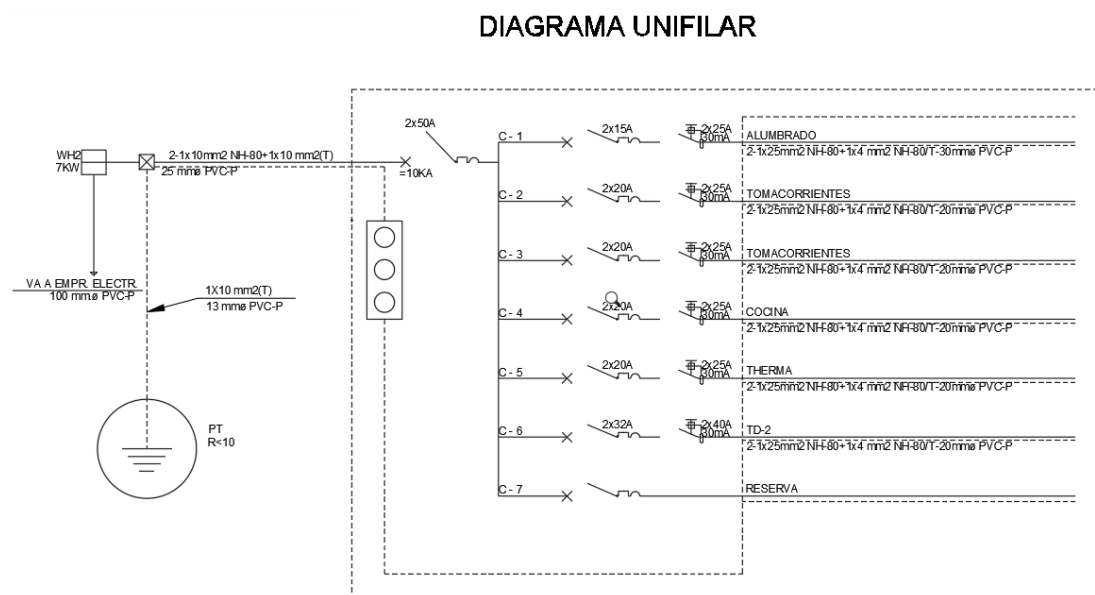 DIAGRAMA UNIFILAR
2x50A
WH2
7KW
2-1x10mm2 NH-80+1x10 mm2(T)
25 mmø PVC-P
=10KA
VA A EMPR. ELECTR.
100 mm.ø PVC-P
1X10 mm2(T)
13 mmø PVC-P
PT
R<10
C - 1
2x15A
2x25A
30mA
ALUMBRADO
2-1x25mm2 NH-80+1x4 mm2 NH-80/T-30mmø PVC-P
C - 2
2x20A
2x25A
30mA
TOMACORRIENTES
2-1x25mm2 NH-80+1x4 mm2 NH-80/T-20mmø PVC-P
C - 3
2x20A
2x25A
30mA
TOMACORRIENTES
2-1x25mm2 NH-80+1x4 mm2 NH-80/T-20mmø PVC-P
C - 4
2x20A
2x25A
30mA
COCINA
2-1x25mm2 NH-80+1x4 mm2 NH-80/T-20mmø PVC-P
C - 5
2x20A
2x25A
30mA
THERMA
2-1x25mm2 NH-80+1x4 mm2 NH-80/T-20mmø PVC-P
C - 6
2x32A
2x40A
30mA
TD-2
2-1x25mm2 NH-80+1x4 mm2 NH-80/T-20mmø PVC-P
C - 7
RESERVA